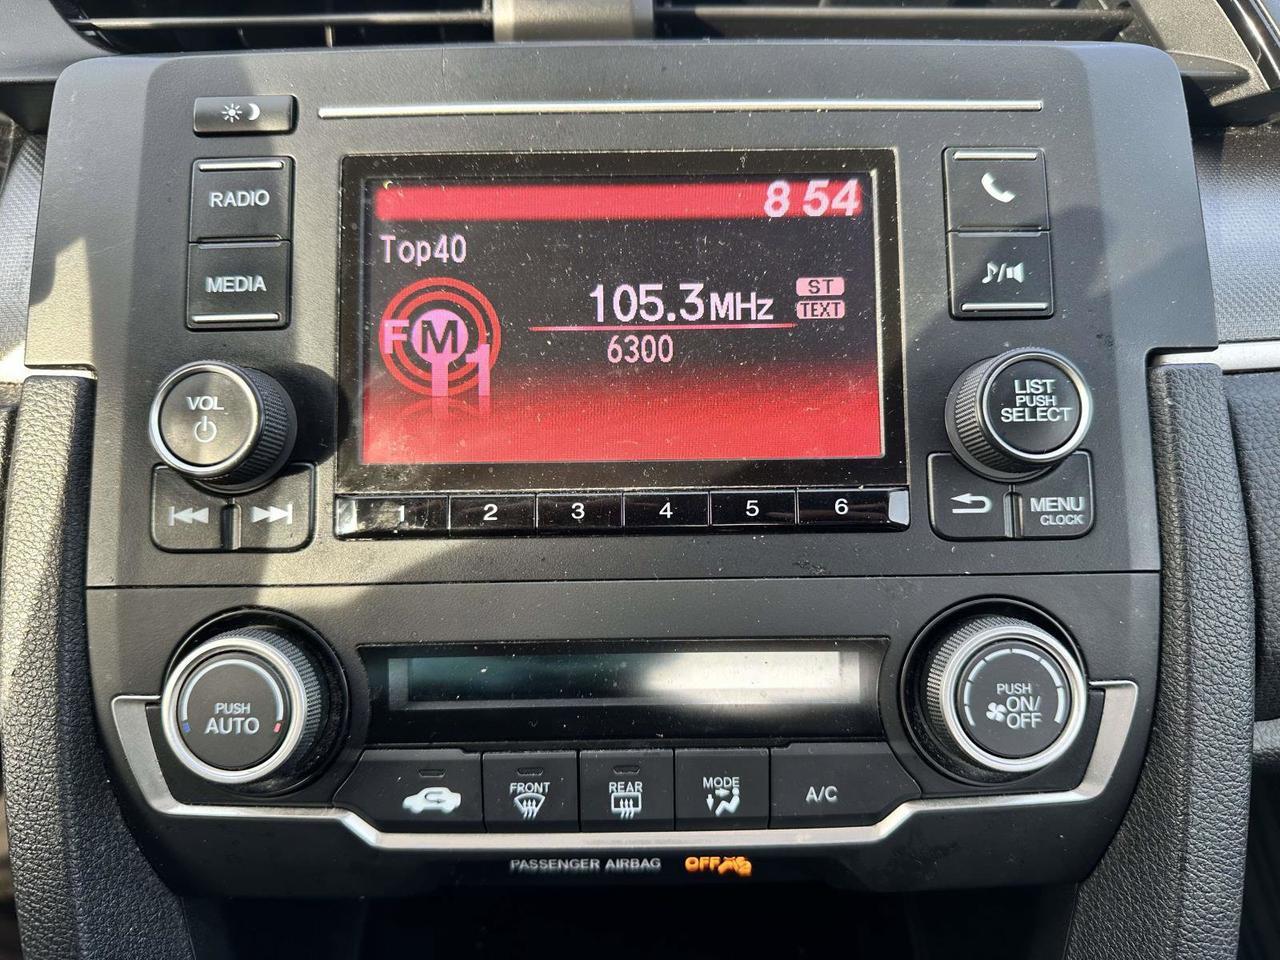 8 54
RADIO
MEDIA
Top40
FM
1
105.3MHz
ST
TEXT
6300
VOL
LIST
PUSH
SELECT
1 2 3 4 5 6
MENU
CLOCK
PUSH
AUTO
PUSH
ON/
OFF
FRONT
REAR
MODE
A/C
PASSENGER AIRBAG OFF